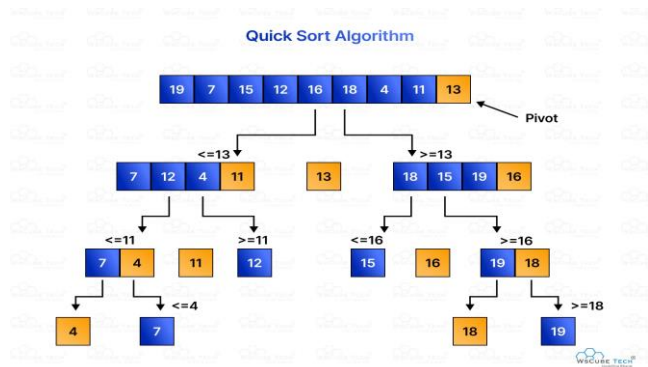 Quick Sort Algorithm
19 7 15 12 16 18 4 11 13
Pivot
<=13 >=13
7 12 4 11 13 18 15 19 16
<=11 >=11 <=16 >=16
7 4 11 12 15 16 19 18
<=4 >=18
4 7 18 19
WSCUBE TECH